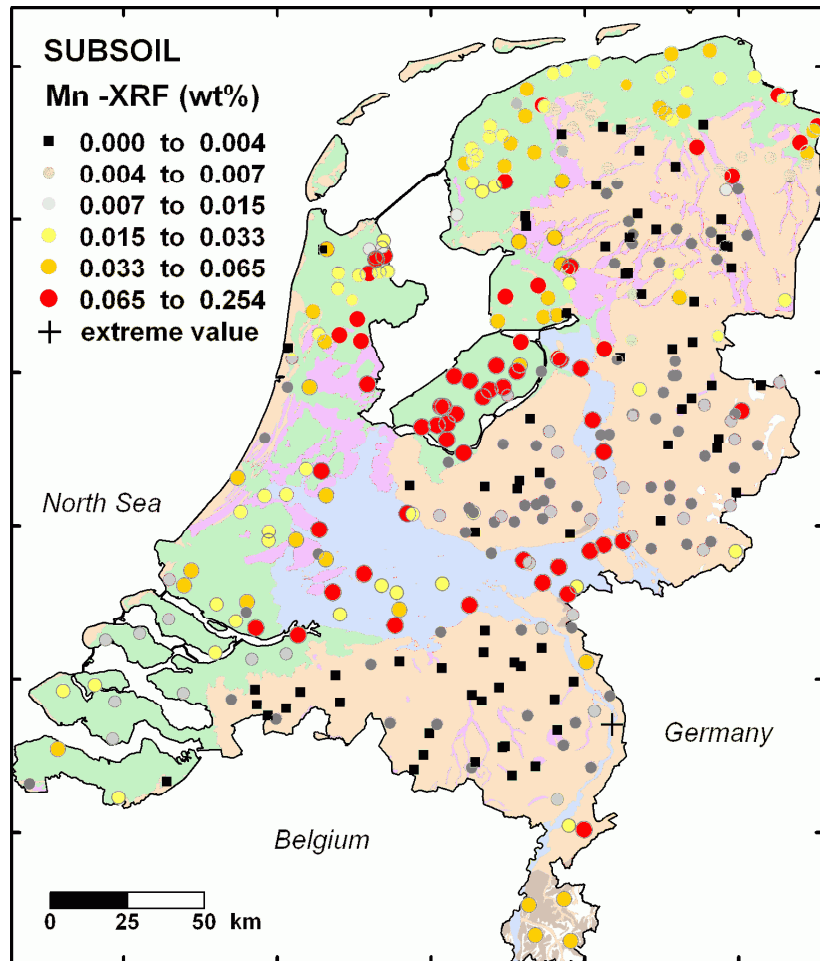 SUBSOIL
Mn -XRF (wt%)
0.000 to 0.004
0.004 to 0.007
0.007 to 0.015
0.015 to 0.033
0.033 to 0.065
0.065 to 0.254
extreme value
North Sea
Germany
Belgium
0 25 50 km